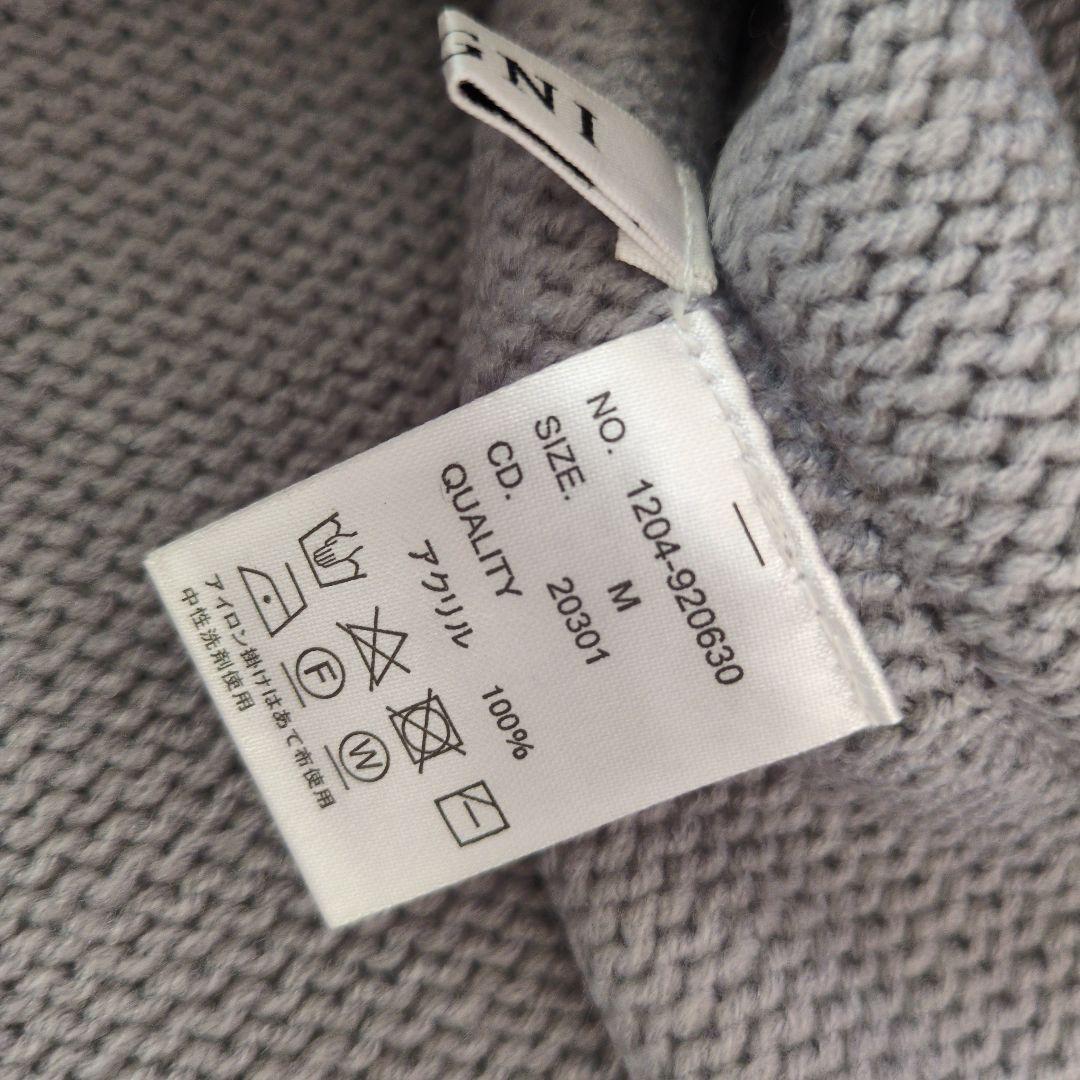 GNI
NO. 1204-920630
SIZE. M
CD. 20301
QUALITY
アクリル 100%
F W
アイロン掛けはあて布使用
中性洗剤使用